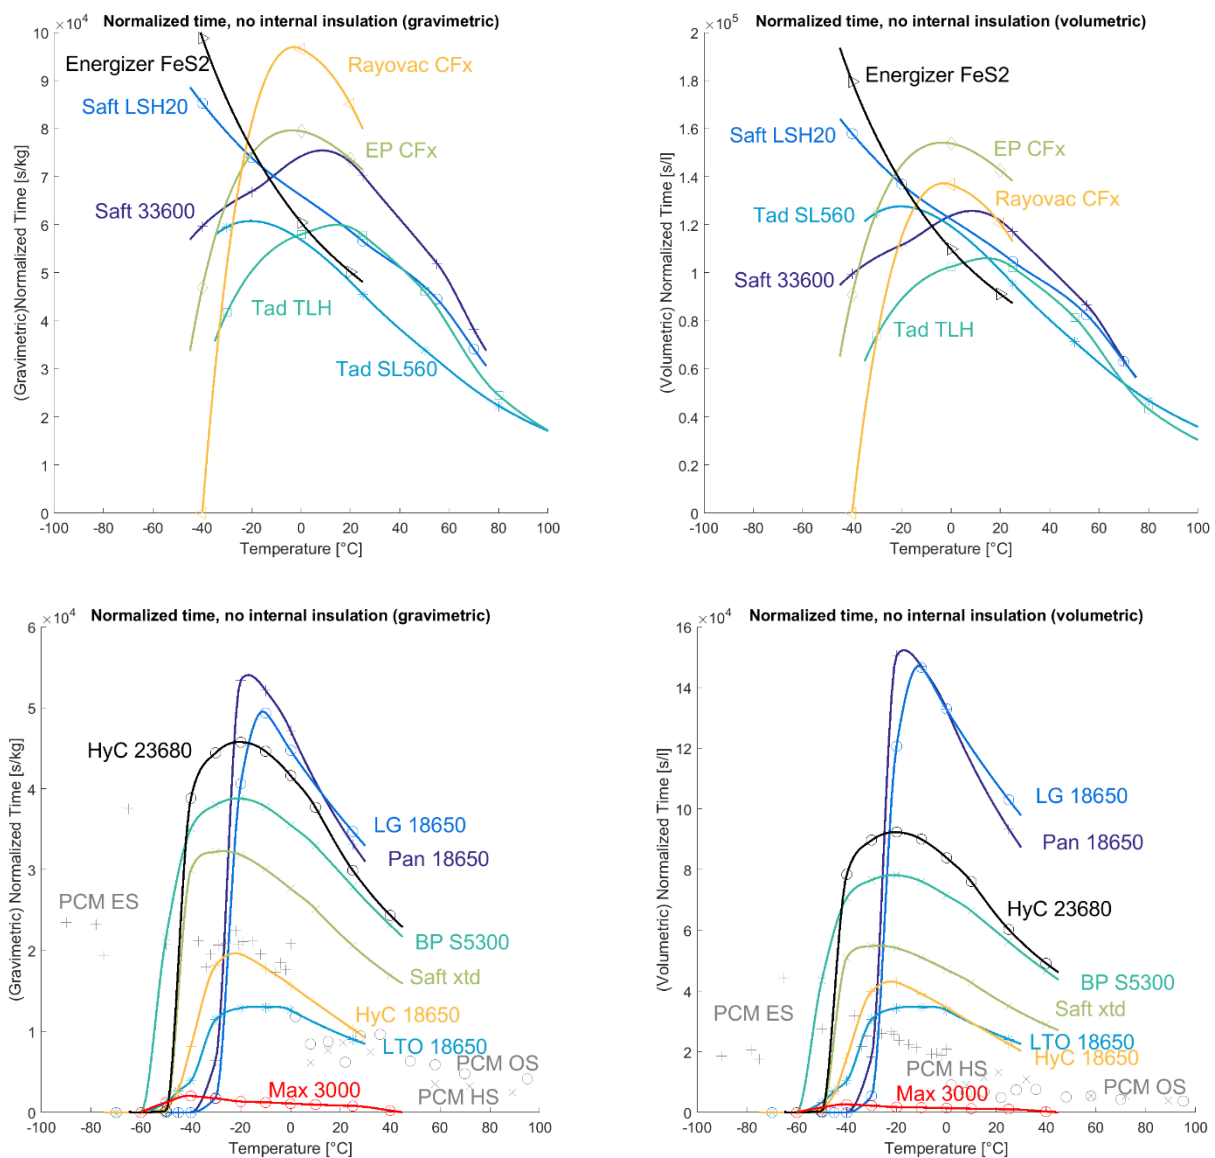 Normalized time, no internal insulation (gravimetric)
×10⁴
(Gravimetric)Normalized Time [s/kg]
10
9
8
7
6
5
4
3
2
1
0
Energizer FeS2
Rayovac CFx
Saft LSH20
EP CFx
Saft 33600
Tad TLH
Tad SL560
-100 -80 -60 -40 -20 0 20 40 60 80 100
Temperature [°C]
Normalized time, no internal insulation (volumetric)
×10⁵
(Volumetric) Normalized Time [s/l]
2
1.8
1.6
1.4
1.2
1
0.8
0.6
0.4
0.2
0
Energizer FeS2
Saft LSH20
EP CFx
Rayovac CFx
Tad SL560
Saft 33600
Tad TLH
-100 -80 -60 -40 -20 0 20 40 60 80 100
Temperature [°C]
Normalized time, no internal insulation (gravimetric)
×10⁴
(Gravimetric) Normalized Time [s/kg]
6
5
4
3
2
1
0
HyC 23680
LG 18650
Pan 18650
PCM ES
BP S5300
Saft xtd
HyC 18650
LTO 18650
PCM OS
Max 3000
PCM HS
-100 -80 -60 -40 -20 0 20 40 60 80 100
Temperature [°C]
Normalized time, no internal insulation (volumetric)
×10⁴
(Volumetric) Normalized Time [s/l]
16
14
12
10
8
6
4
2
0
LG 18650
Pan 18650
HyC 23680
BP S5300
Saft xtd
PCM ES
LTO 18650
HyC 18650
PCM HS
PCM OS
Max 3000
-100 -80 -60 -40 -20 0 20 40 60 80 100
Temperature [°C]